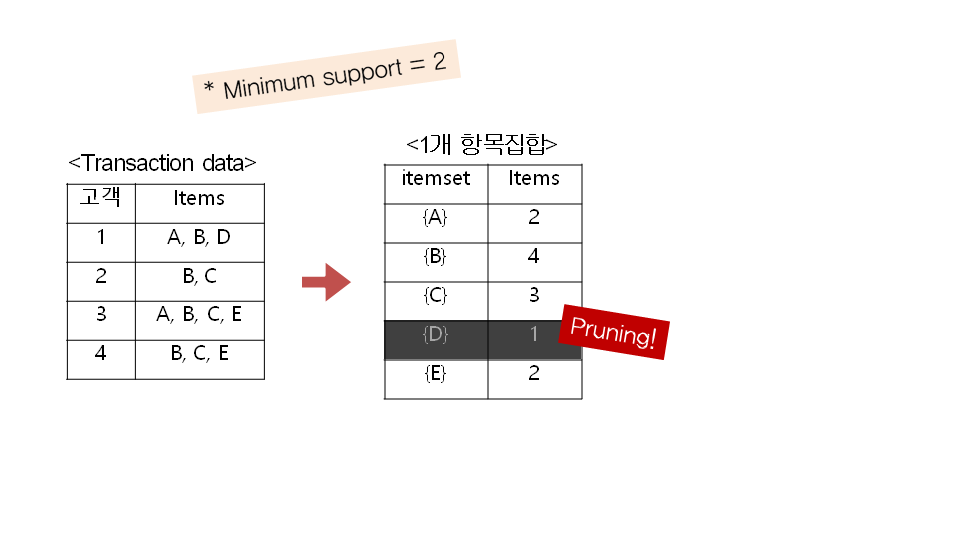 * Minimum support = 2
<Transaction data>
고객 Items
1 A, B, D
2 B, C
3 A, B, C, E
4 B, C, E
<1개 항목집합>
itemset Items
{A} 2
{B} 4
{C} 3
{D} 1
{E} 2
Pruning!